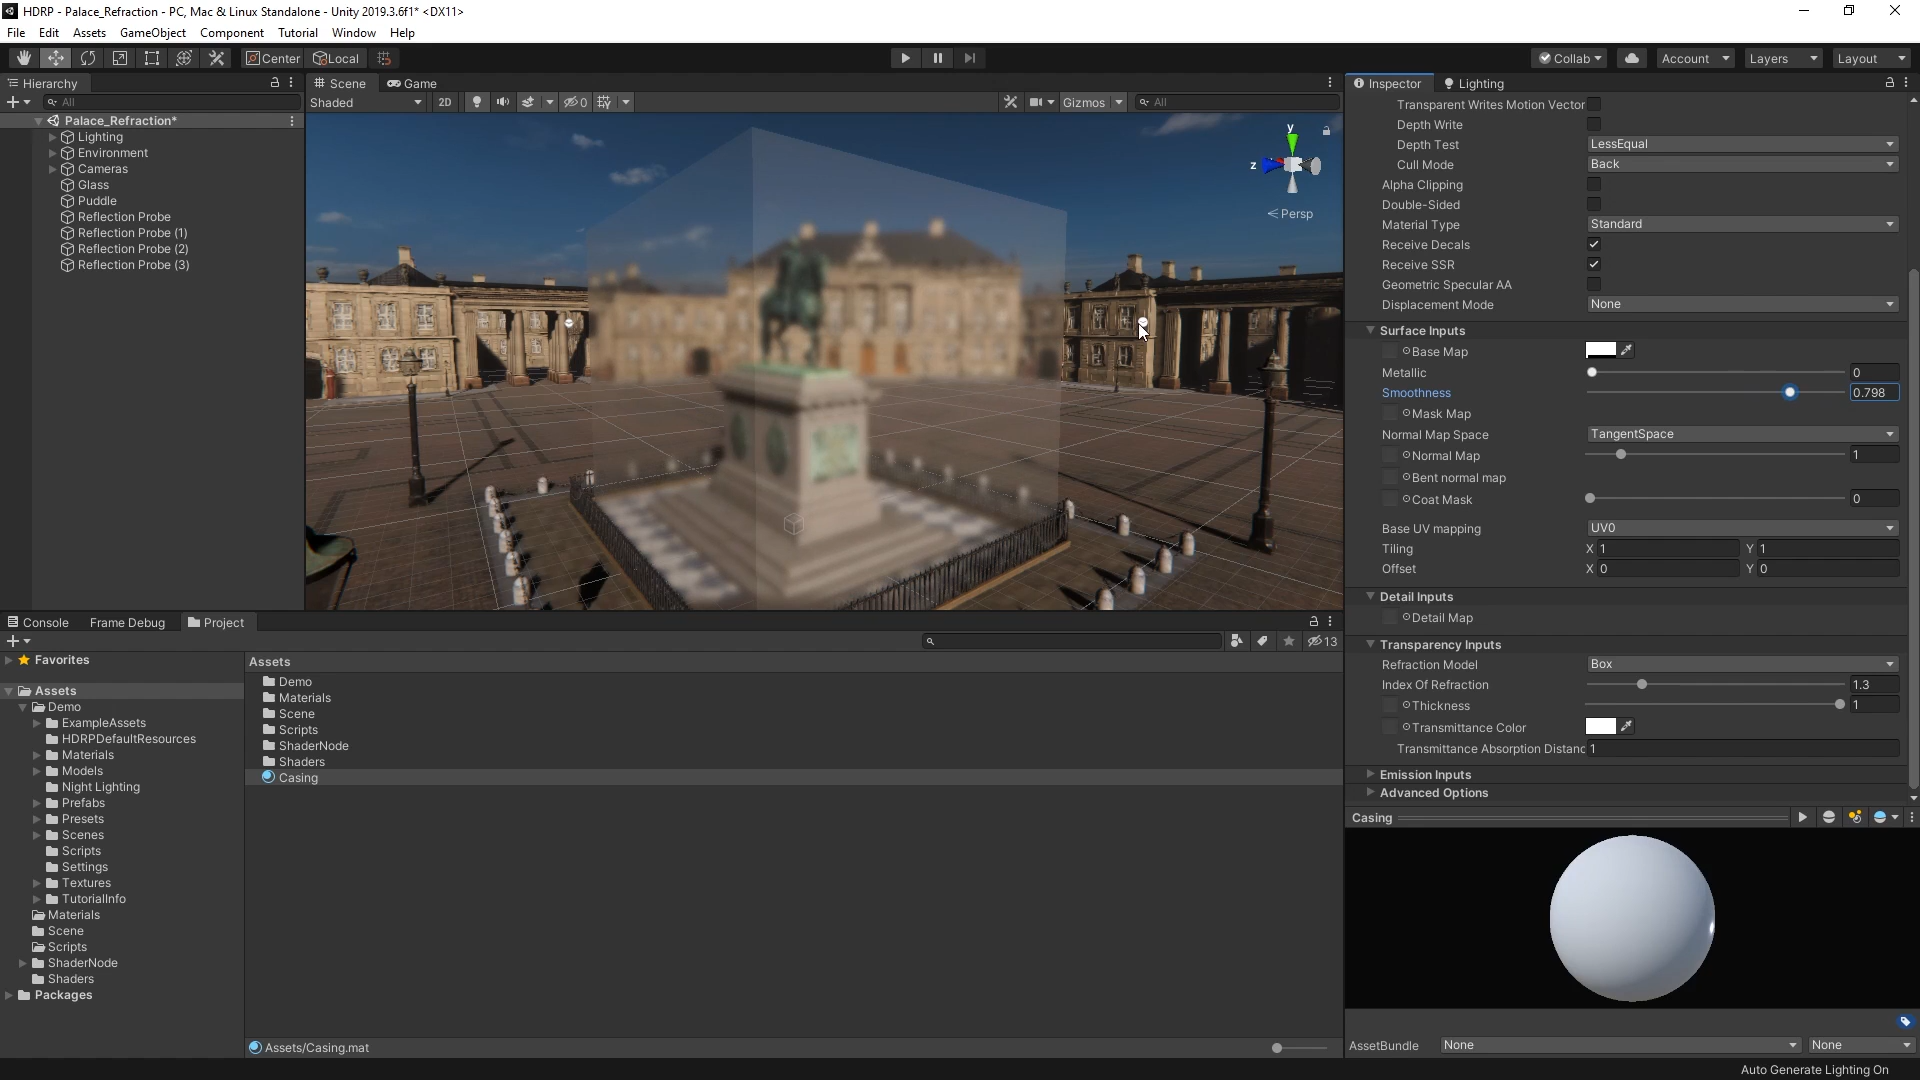 HDRP - Palace_Refraction - PC, Mac & Linux Standalone - Unity 2019.3.6f1* <DX11>
File Edit Assets GameObject Component Tutorial Window Help
Center Local Collab Account Layers Layout
Hierarchy
All
Palace_Refraction*
Lighting
Environment
Cameras
Glass
Puddle
Reflection Probe
Reflection Probe (1)
Reflection Probe (2)
Reflection Probe (3)
Scene Game
Shaded 2D 0 Gizmos All
y
z
Persp
Inspector Lighting
Transparent Writes Motion Vector
Depth Write
Depth Test LessEqual
Cull Mode Back
Alpha Clipping
Double-Sided
Material Type Standard
Receive Decals
Receive SSR
Geometric Specular AA
Displacement Mode None
Surface Inputs
Base Map
Metallic 0
Smoothness 0.798
Mask Map
Normal Map Space TangentSpace
Normal Map 1
Bent normal map
Coat Mask 0
Base UV mapping UV0
Tiling X 1 Y 1
Offset X 0 Y 0
Detail Inputs
Detail Map
Transparency Inputs
Refraction Model Box
Index Of Refraction 1.3
Thickness 1
Transmittance Color
Transmittance Absorption Distanc 1
Emission Inputs
Advanced Options
Casing
AssetBundle None None
Console Frame Debug Project
13
Favorites
Assets
Demo
ExampleAssets
HDRPDefaultResources
Materials
Models
Night Lighting
Prefabs
Presets
Scenes
Scripts
Settings
Textures
TutorialInfo
Materials
Scene
Scripts
ShaderNode
Shaders
Packages
Assets
Demo
Materials
Scene
Scripts
ShaderNode
Shaders
Casing
Assets/Casing.mat
Auto Generate Lighting On